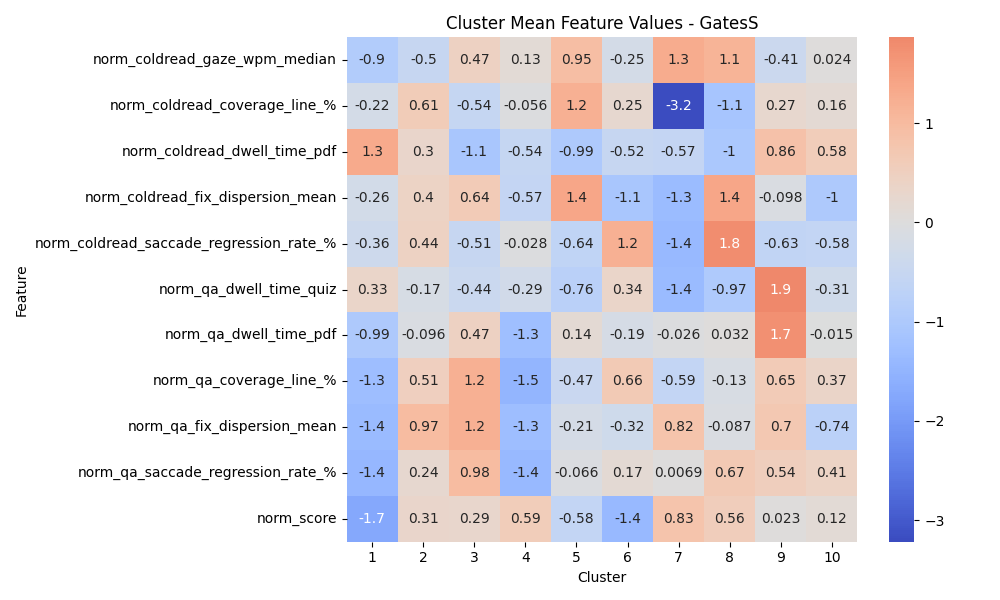 Cluster Mean Feature Values - GatesS
norm_coldread_gaze_wpm_median -0.9 -0.5 0.47 0.13 0.95 -0.25 1.3 1.1 -0.41 0.024
norm_coldread_coverage_line_% -0.22 0.61 -0.54 -0.056 1.2 0.25 -3.2 -1.1 0.27 0.16
norm_coldread_dwell_time_pdf 1.3 0.3 -1.1 -0.54 -0.99 -0.52 -0.57 -1 0.86 0.58
norm_coldread_fix_dispersion_mean -0.26 0.4 0.64 -0.57 1.4 -1.1 -1.3 1.4 -0.098 -1
norm_coldread_saccade_regression_rate_% -0.36 0.44 -0.51 -0.028 -0.64 1.2 -1.4 1.8 -0.63 -0.58
norm_qa_dwell_time_quiz 0.33 -0.17 -0.44 -0.29 -0.76 0.34 -1.4 -0.97 1.9 -0.31
norm_qa_dwell_time_pdf -0.99 -0.096 0.47 -1.3 0.14 -0.19 -0.026 0.032 1.7 -0.015
norm_qa_coverage_line_% -1.3 0.51 1.2 -1.5 -0.47 0.66 -0.59 -0.13 0.65 0.37
norm_qa_fix_dispersion_mean -1.4 0.97 1.2 -1.3 -0.21 -0.32 0.82 -0.087 0.7 -0.74
norm_qa_saccade_regression_rate_% -1.4 0.24 0.98 -1.4 -0.066 0.17 0.0069 0.67 0.54 0.41
norm_score -1.7 0.31 0.29 0.59 -0.58 -1.4 0.83 0.56 0.023 0.12
1 2 3 4 5 6 7 8 9 10
Cluster
Feature
1
0
−1
−2
−3